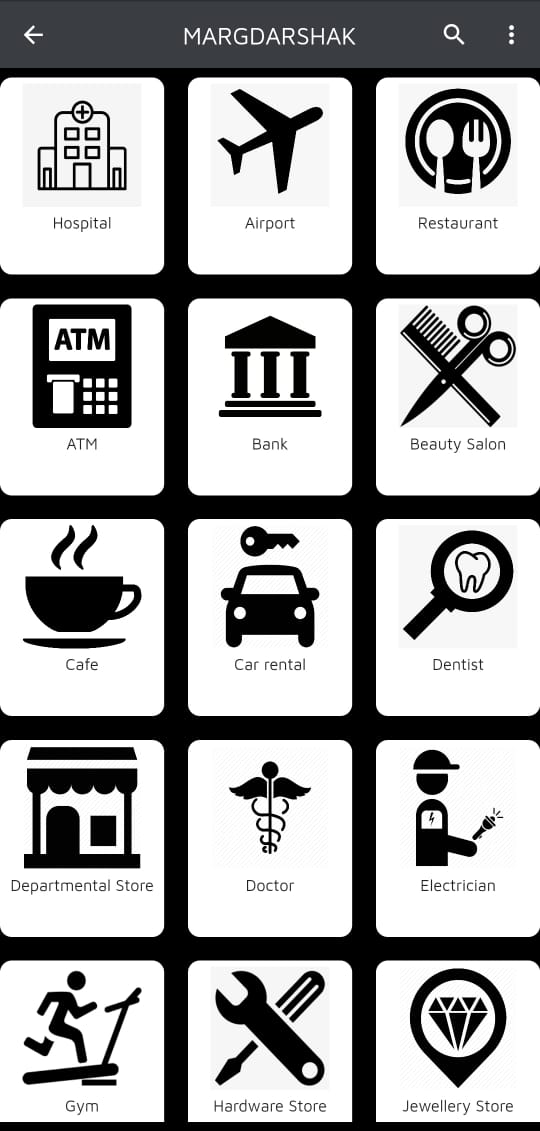 MARGDARSHAK
Hospital
Airport
Restaurant
ATM
ATM
Bank
Beauty Salon
Cafe
Car rental
Dentist
Departmental Store
Doctor
Electrician
Gym
Hardware Store
Jewellery Store